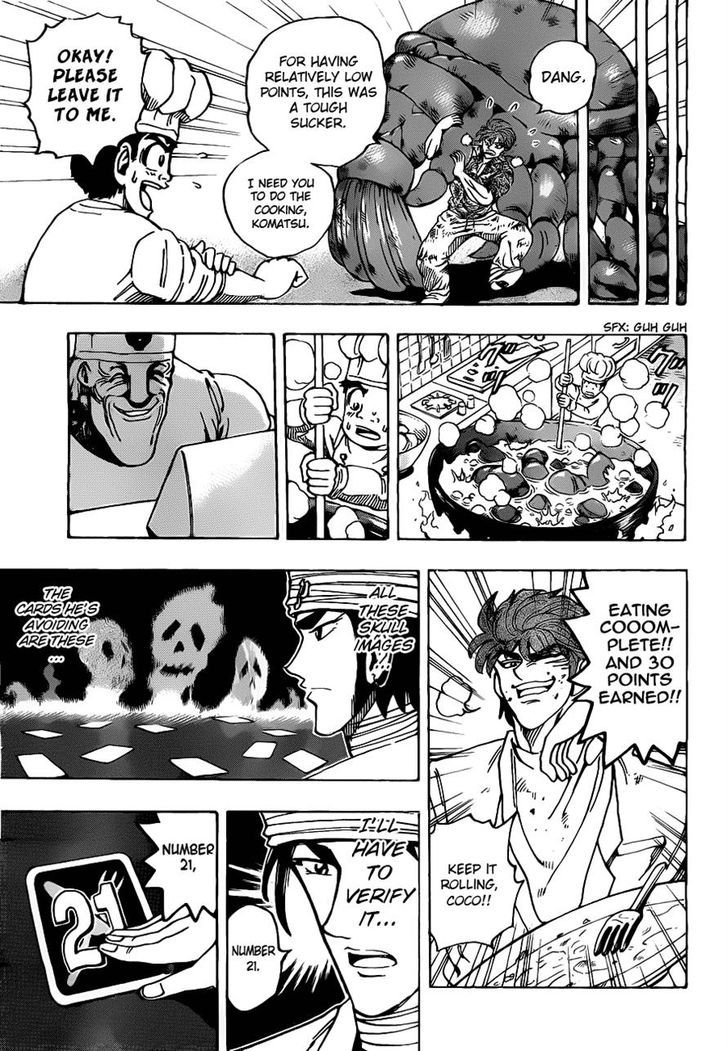 DANG.
FOR HAVING
RELATIVELY LOW
POINTS, THIS WAS
A TOUGH
SUCKER.
I NEED YOU
TO DO THE
COOKING,
KOMATSU.
OKAY!
PLEASE
LEAVE IT
TO ME.
SFX: GUH GUH
EATING
COOOM-
PLETE!!
AND 30
POINTS
EARNED!!
KEEP IT
ROLLING,
COCO!!
ALL
THESE
SKULL
IMAGES
!!
THE
CARDS HE'S
AVOIDING
ARE THESE
...
I'LL
HAVE
TO
VERIFY
IT...
NUMBER
21.
NUMBER
21,
21